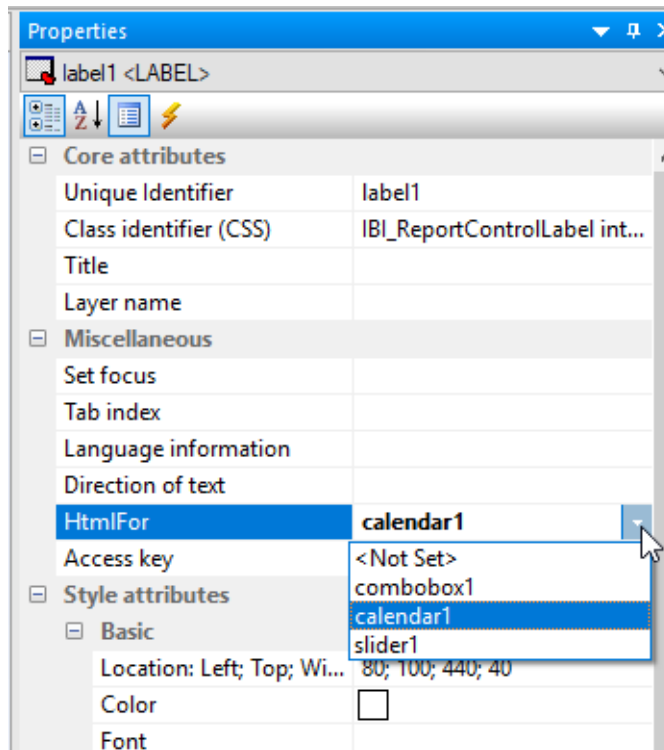 Properties
label1 <LABEL>
Core attributes
Unique Identifier label1
Class identifier (CSS) IBI_ReportControlLabel int...
Title
Layer name
Miscellaneous
Set focus
Tab index
Language information
Direction of text
HtmlFor calendar1
Access key <Not Set>
combobox1
Style attributes
calendar1
Basic
slider1
Location: Left; Top; Wi... 80; 100; 440; 40
Color
Font